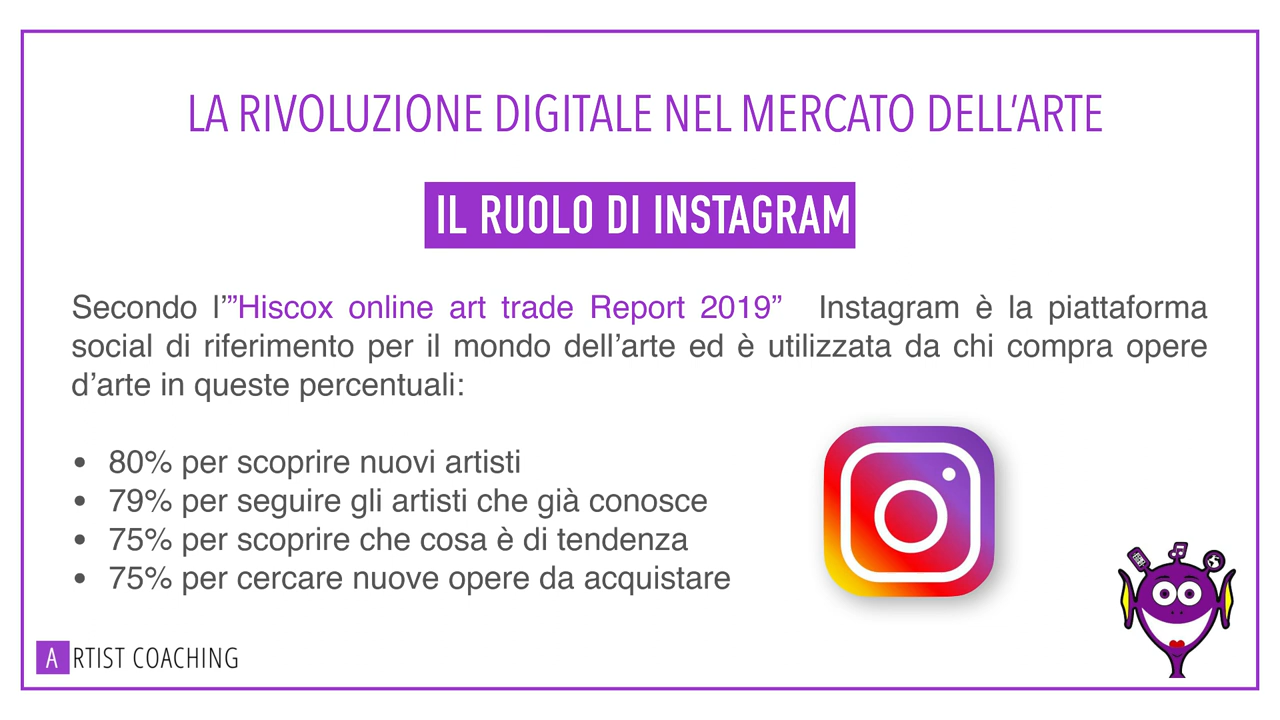 LA RIVOLUZIONE DIGITALE NEL MERCATO DELL‘ARTE
IL RUOLO DI INSTAGRAM
Secondo l’”Hiscox online art trade Report 2019” Instagram è la piattaforma
social di riferimento per il mondo dell’arte ed è utilizzata da chi compra opere
d’arte in queste percentuali:
• 80% per scoprire nuovi artisti
• 79% per seguire gli artisti che già conosce
• 75% per scoprire che cosa è di tendenza
• 75% per cercare nuove opere da acquistare
ARTIST COACHING